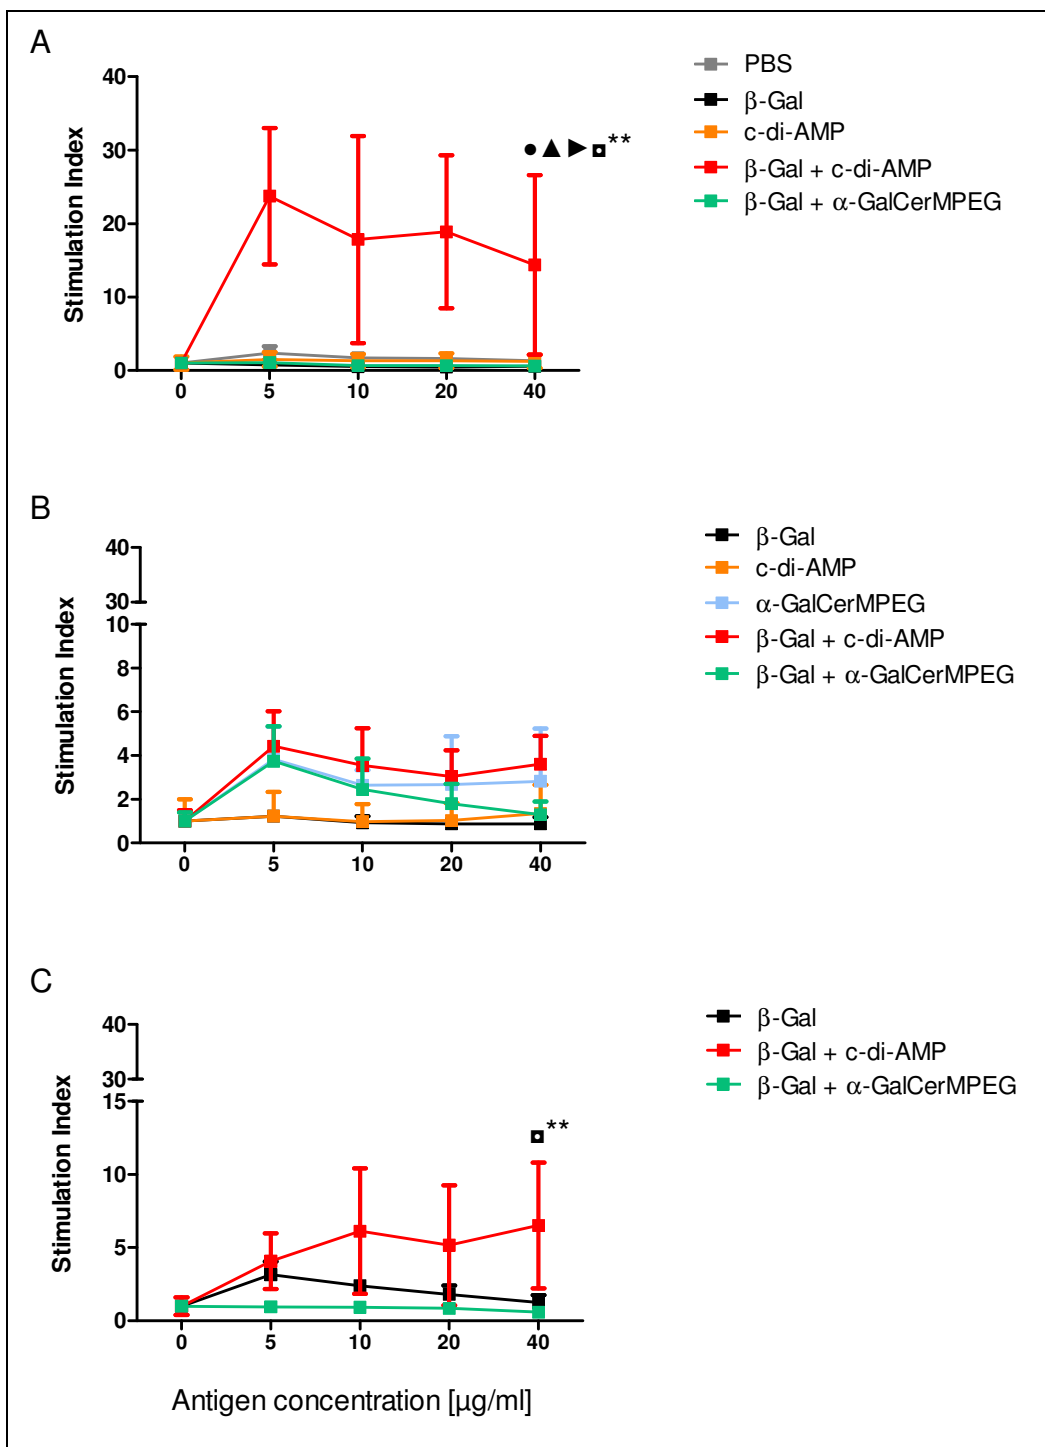 A
40
30
20
10
0
Stimulation Index
0 5 10 20 40
●▲►◘**
PBS
β-Gal
c-di-AMP
β-Gal + c-di-AMP
β-Gal + α-GalCerMPEG
B
40
30
10
8
6
4
2
0
Stimulation Index
0 5 10 20 40
β-Gal
c-di-AMP
α-GalCerMPEG
β-Gal + c-di-AMP
β-Gal + α-GalCerMPEG
C
40
30
15
10
5
0
Stimulation Index
0 5 10 20 40
◘**
β-Gal
β-Gal + c-di-AMP
β-Gal + α-GalCerMPEG
Antigen concentration [µg/ml]